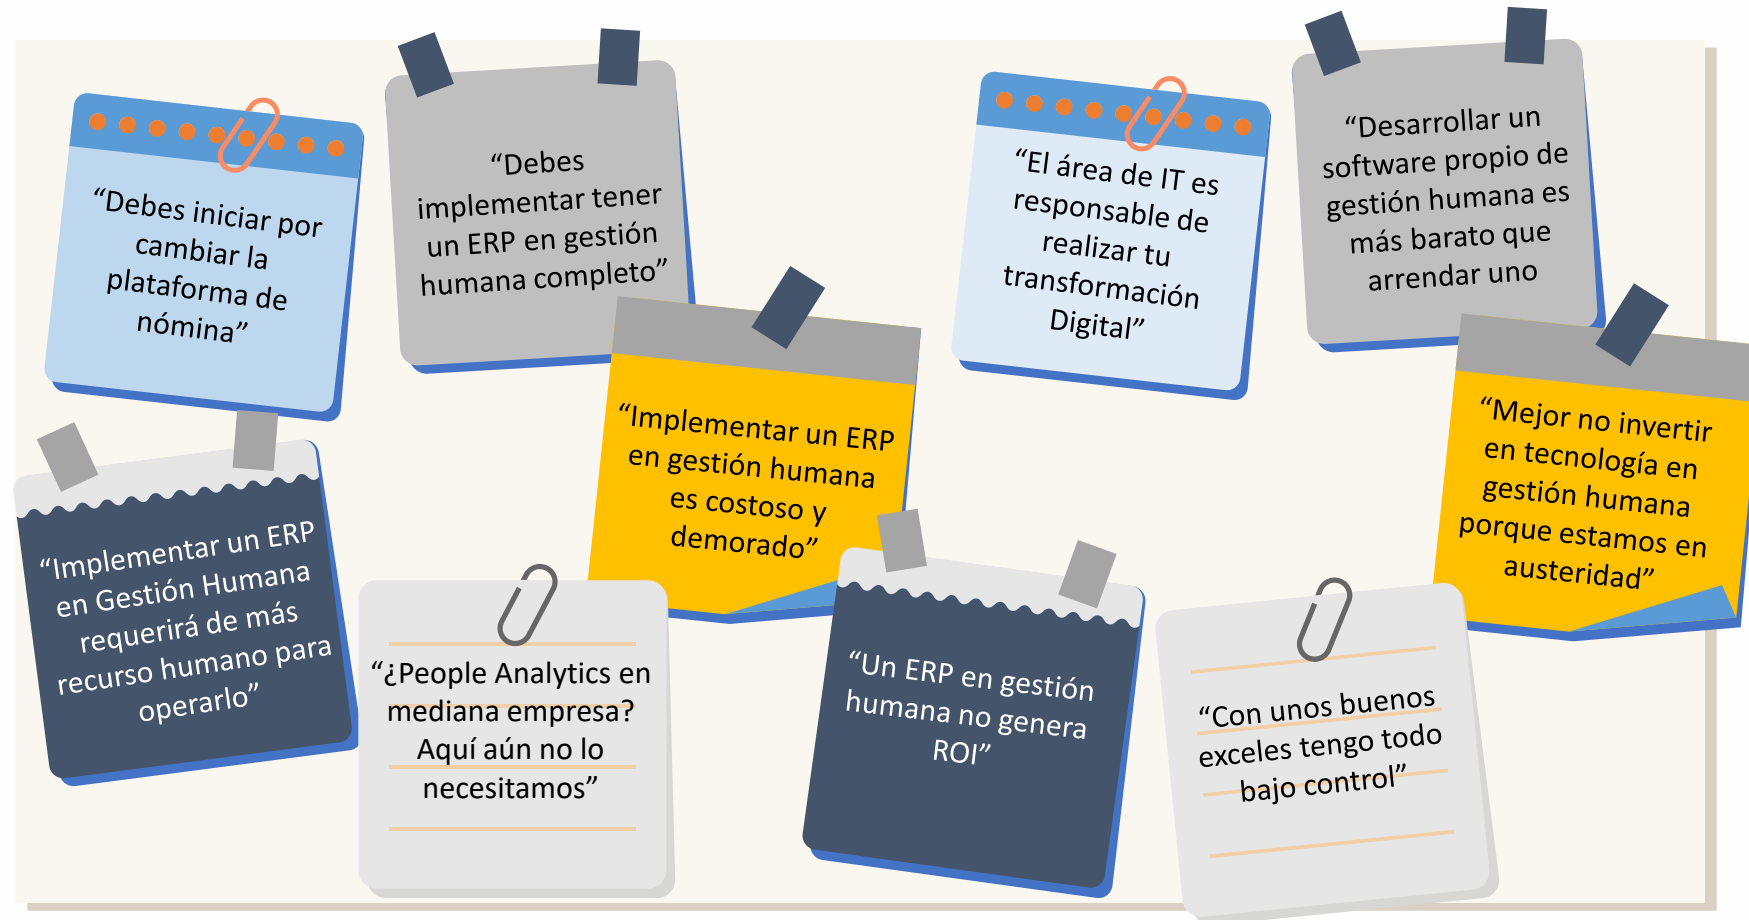 “Debes iniciar por
cambiar la
plataforma de
nómina”
“Debes
implementar tener
un ERP en gestión
humana completo”
“El área de IT es
responsable de
realizar tu
transformación
Digital”
“Desarrollar un
software propio de
gestión humana es
más barato que
arrendar uno
“Implementar un ERP
en gestión humana
es costoso y
demorado”
“Mejor no invertir
en tecnología en
gestión humana
porque estamos en
austeridad”
“Implementar un ERP
en Gestión Humana
requerirá de más
recurso humano para
operarlo”
“¿People Analytics en
mediana empresa?
Aquí aún no lo
necesitamos”
“Un ERP en gestión
humana no genera
ROI”
“Con unos buenos
exceles tengo todo
bajo control”